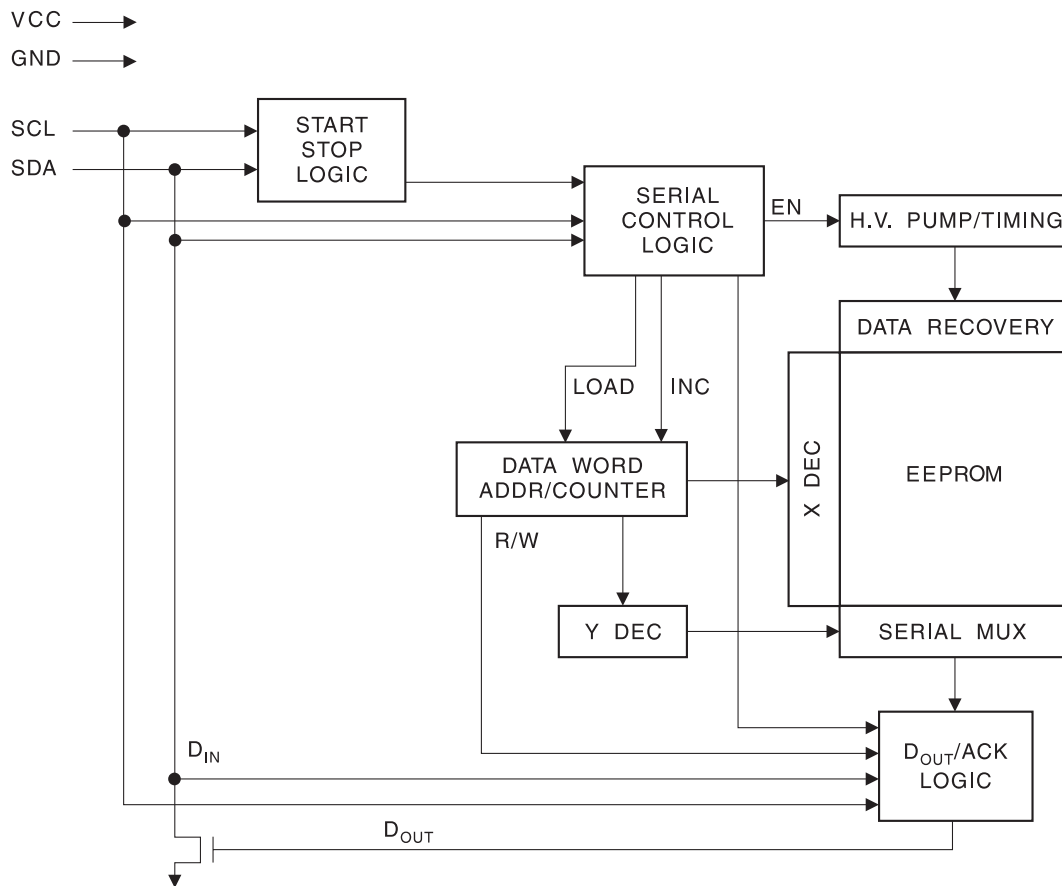 VCC
GND
SCL
SDA
START
STOP
LOGIC
SERIAL
CONTROL
LOGIC
EN
H.V. PUMP/TIMING
DATA RECOVERY
LOAD
INC
DATA WORD
ADDR/COUNTER
X DEC
EEPROM
R/W
Y DEC
SERIAL MUX
DIN
DOUT/ACK
LOGIC
DOUT